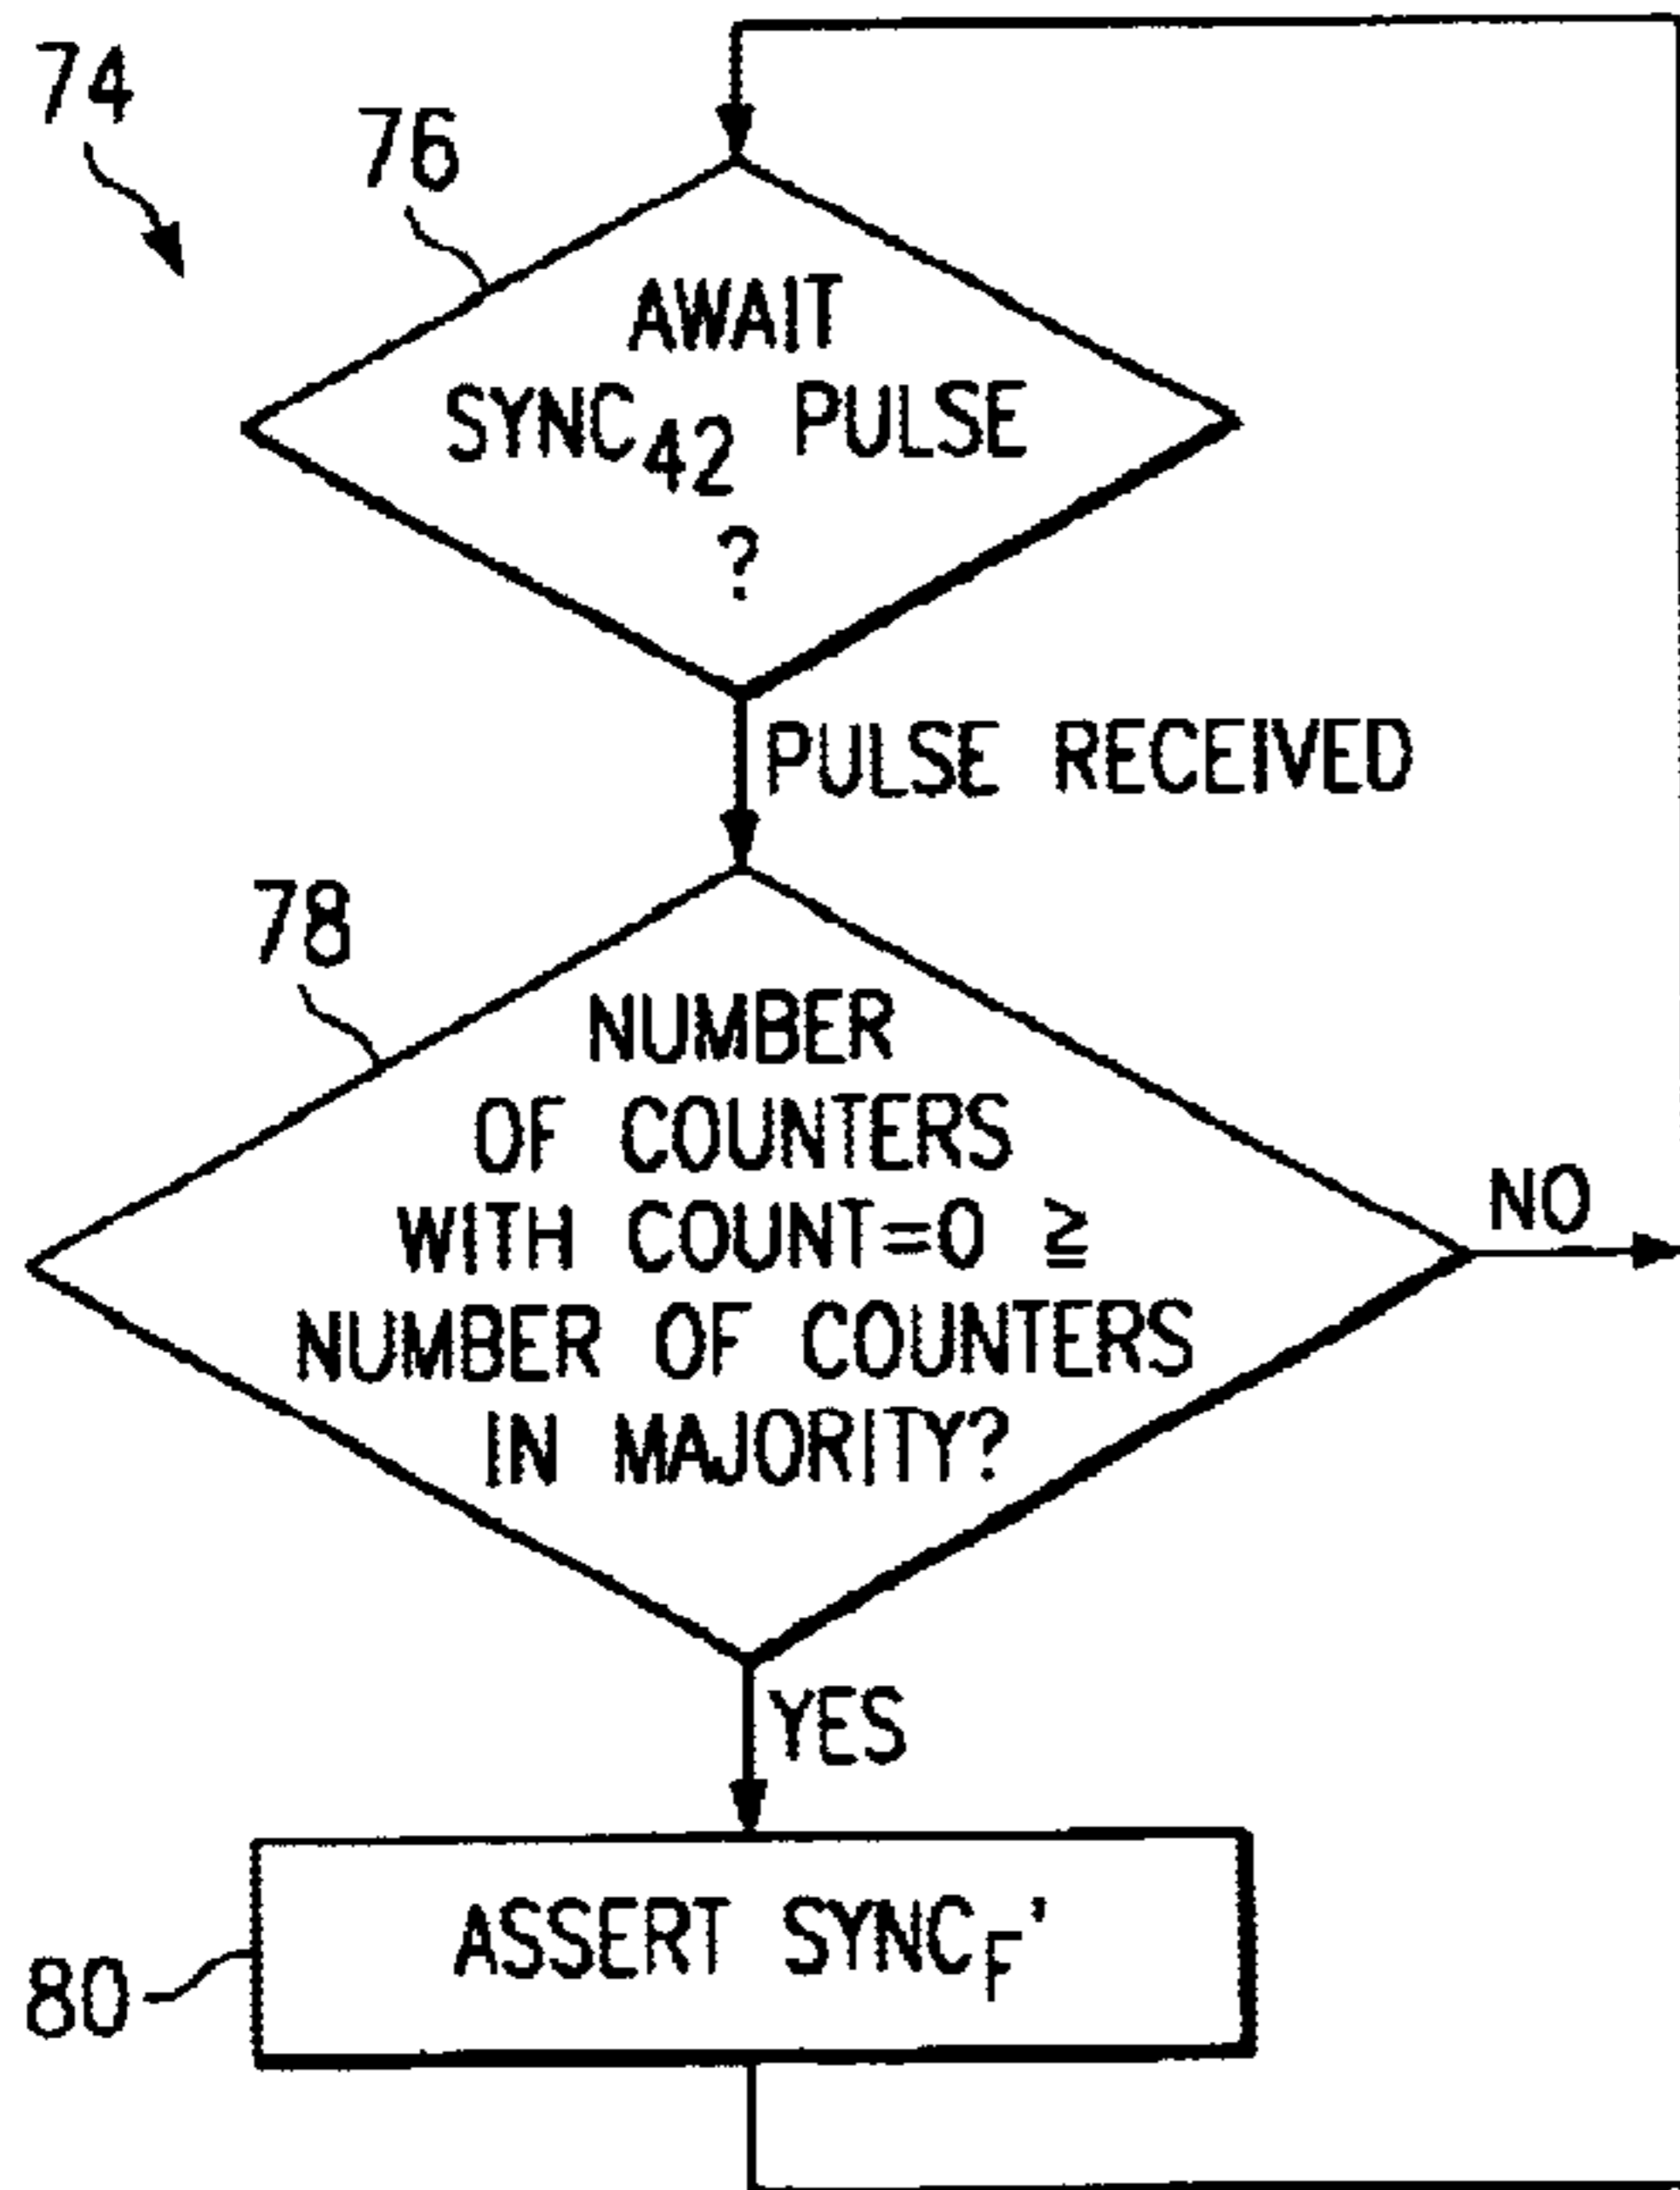 74
76
AWAIT
SYNC₄₂ PULSE
?
PULSE RECEIVED
78
NUMBER
OF COUNTERS
WITH COUNT=0 ≧
NUMBER OF COUNTERS
IN MAJORITY?
NO
YES
ASSERT SYNC_F'
80